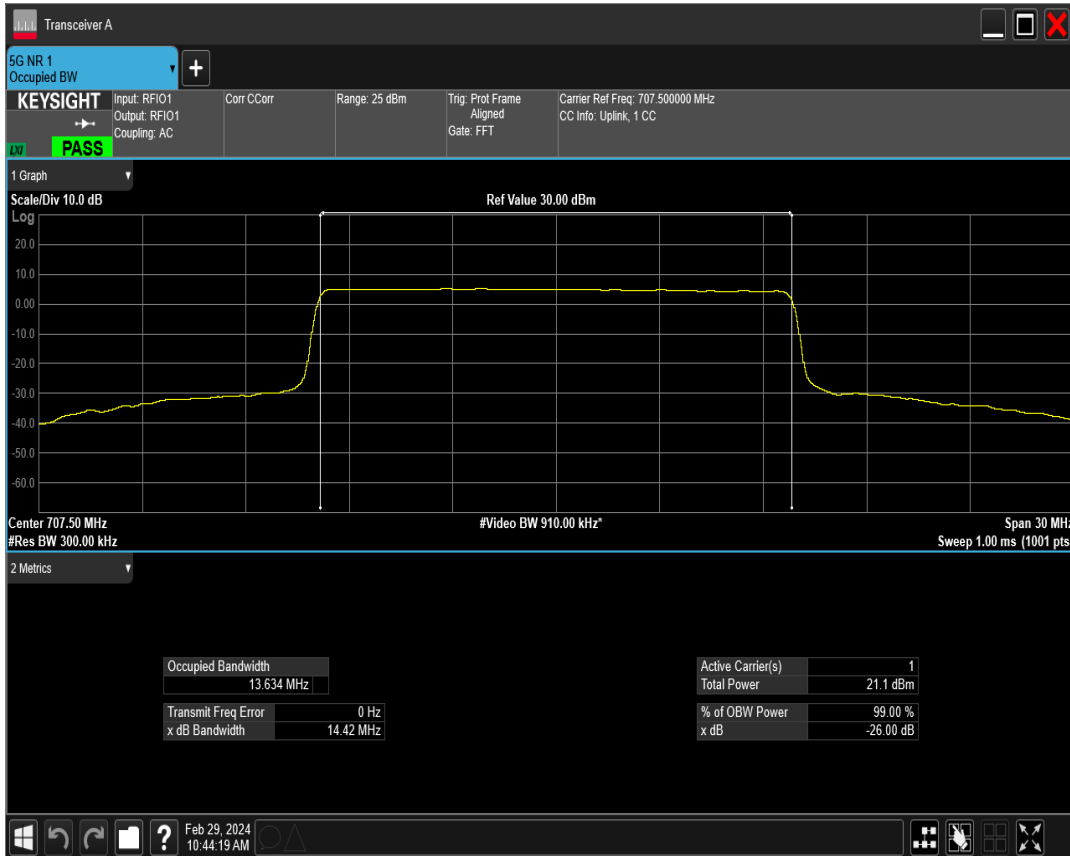 Transceiver A
5G NR 1
Occupied BW
+
KEYSIGHT
LXI
PASS
Input: RFIO1
Output: RFIO1
Coupling: AC
Corr CCorr
Range: 25 dBm
Trig: Prot Frame
Aligned
Gate: FFT
Carrier Ref Freq: 707.500000 MHz
CC Info: Uplink, 1 CC
1 Graph
Scale/Div 10.0 dB
Ref Value 30.00 dBm
Log
20.0
10.0
0.00
-10.0
-20.0
-30.0
-40.0
-50.0
-60.0
Center 707.50 MHz
#Video BW 910.00 kHz*
Span 30 MHz
#Res BW 300.00 kHz
Sweep 1.00 ms (1001 pts
2 Metrics
Occupied Bandwidth
13.634 MHz
Transmit Freq Error 0 Hz
x dB Bandwidth 14.42 MHz
Active Carrier(s) 1
Total Power 21.1 dBm
% of OBW Power 99.00 %
x dB -26.00 dB
?
Feb 29, 2024
10:44:19 AM